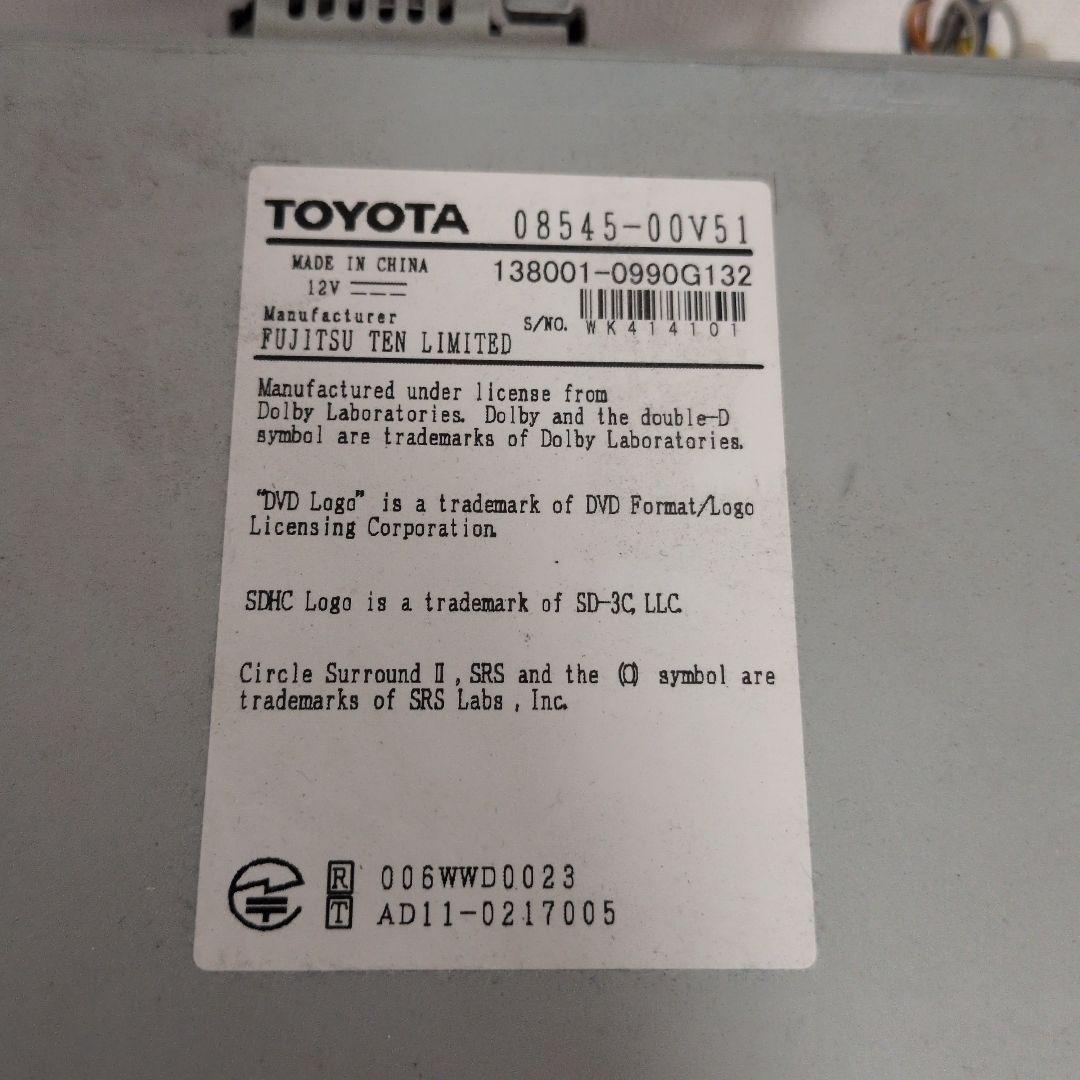 TOYOTA 08545-00V51
MADE IN CHINA 138001-0990G132
12V
Manufacturer S/NO. WK414101
FUJITSU TEN LIMITED
Manufactured under license from
Dolby Laboratories. Dolby and the double-D
symbol are trademarks of Dolby Laboratories.
"DVD Logo" is a trademark of DVD Format/Logo
Licensing Corporation.
SDHC Logo is a trademark of SD-3C, LLC.
Circle Surround Ⅱ, SRS and the symbol are
trademarks of SRS Labs, Inc.
R 006WWD0023
T AD11-0217005